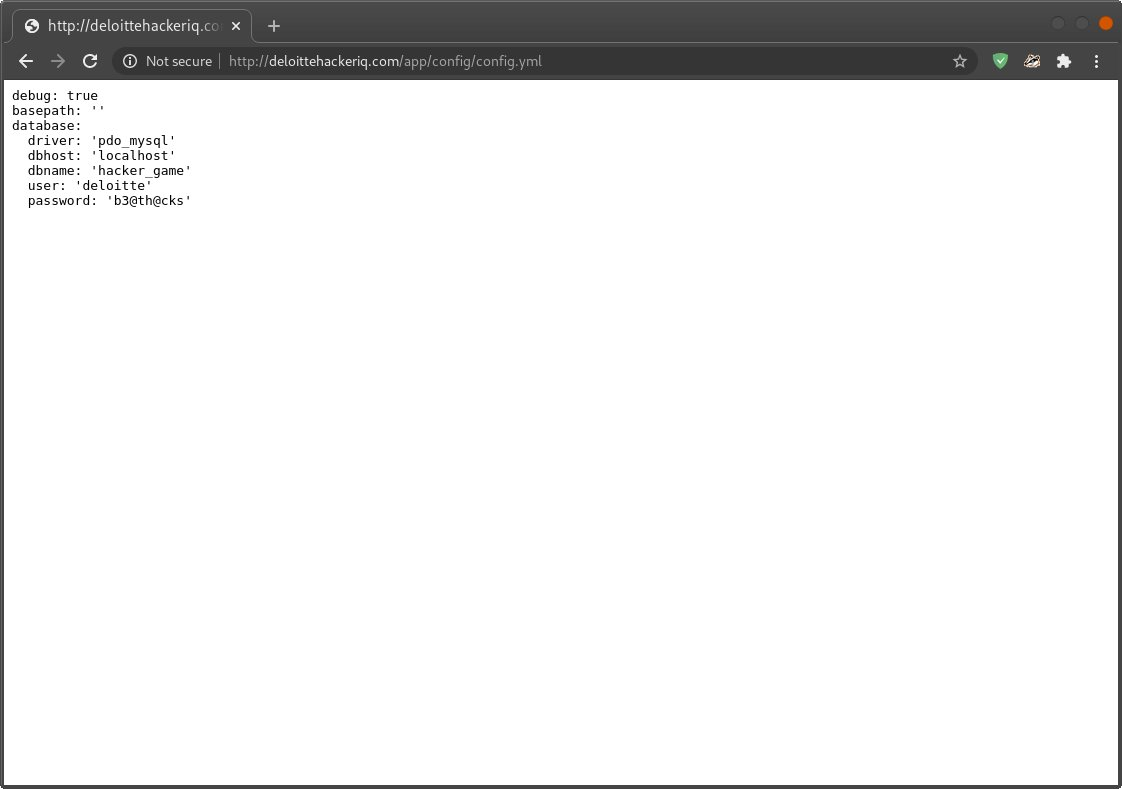 http://deloittehackeriq.co
Not secure | http://deloittehackeriq.com/app/config/config.yml
debug: true
basepath: ''
database:
  driver: 'pdo_mysql'
  dbhost: 'localhost'
  dbname: 'hacker_game'
  user: 'deloitte'
  password: 'b3@th@cks'